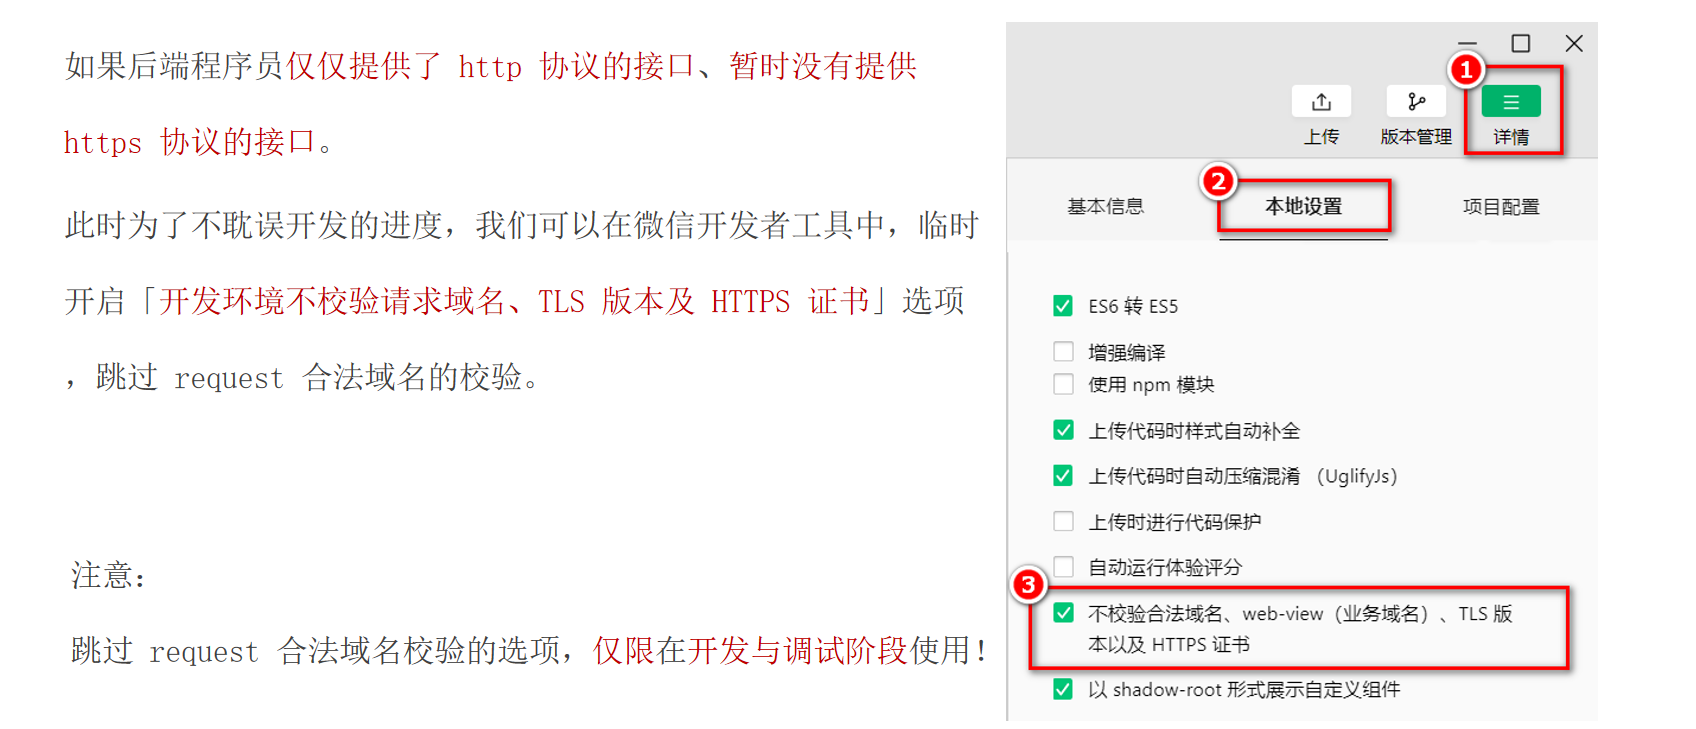 如果后端程序员仅仅提供了 http 协议的接口、暂时没有提供
https 协议的接口。
此时为了不耽误开发的进度，我们可以在微信开发者工具中，临时
开启「开发环境不校验请求域名、TLS 版本及 HTTPS 证书」选项
，跳过 request 合法域名的校验。
注意：
跳过 request 合法域名校验的选项，仅限在开发与调试阶段使用！
1
上传 版本管理 详情
2
基本信息 本地设置 项目配置
ES6 转 ES5
增强编译
使用 npm 模块
上传代码时样式自动补全
上传代码时自动压缩混淆 （UglifyJs）
上传时进行代码保护
自动运行体验评分
3
不校验合法域名、web-view（业务域名）、TLS 版
本以及 HTTPS 证书
以 shadow-root 形式展示自定义组件